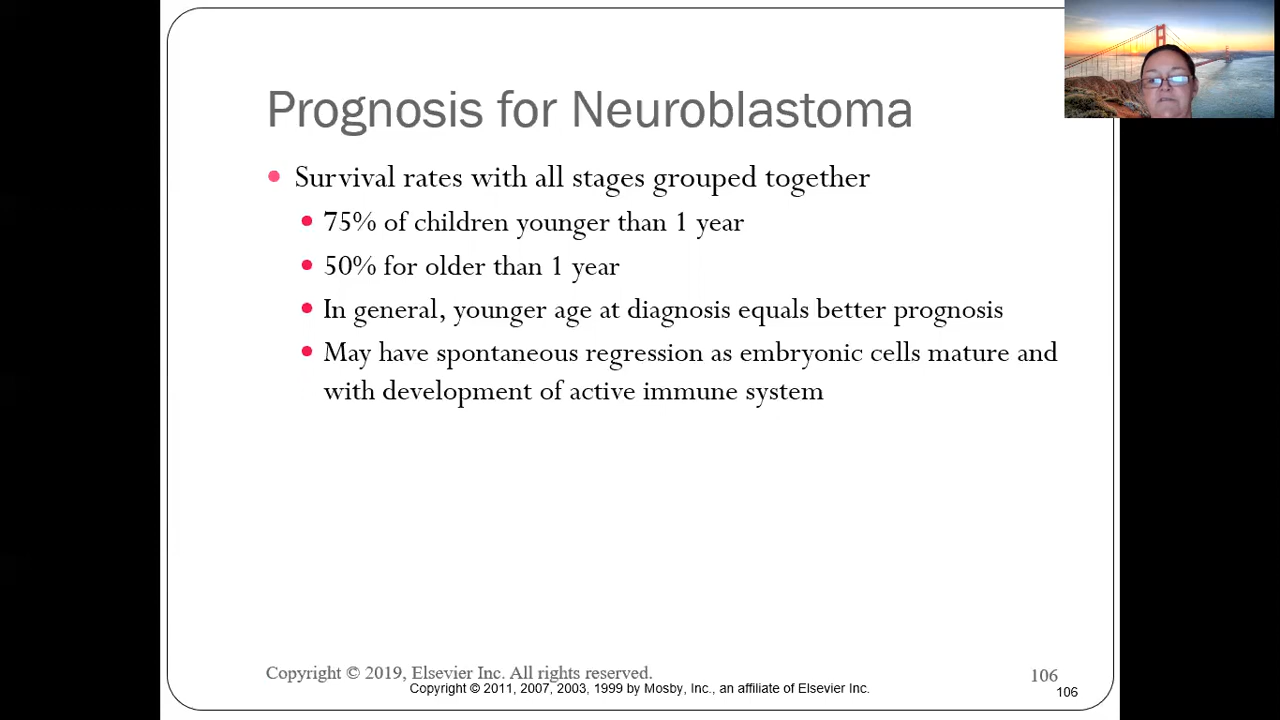 Prognosis for Neuroblastoma
Survival rates with all stages grouped together
75% of children younger than 1 year
50% for older than 1 year
In general, younger age at diagnosis equals better prognosis
May have spontaneous regression as embryonic cells mature and
with development of active immune system
Copyright © 2019, Elsevier Inc. All rights reserved.
106
Copyright © 2011, 2007, 2003, 1999 by Mosby, Inc., an affiliate of Elsevier Inc.
106